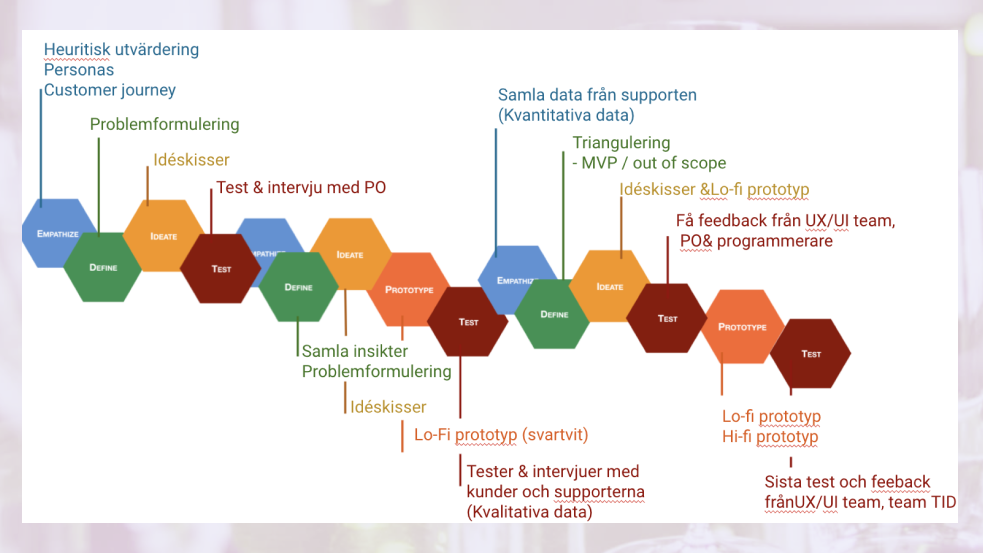 Heuritisk utvärdering
Personas
Customer journey
Problemformulering
Idéskisser
Test & intervju med PO
Samla data från supporten
(Kvantitativa data)
Triangulering
- MVP / out of scope
Idéskisser &Lo-fi prototyp
Få feedback från UX/UI team,
PO& programmerare
EMPATHIZE
DEFINE
IDEATE
TEST
MPATHIZ
DEFINE
IDEATE
PROTOTYPE
TEST
EMPATHIZ
DEFINE
IDEATE
TEST
PROTOTYPE
TEST
Samla insikter
Problemformulering
Idéskisser
Lo-Fi prototyp (svartvit)
Tester & intervjuer med
kunder och supporterna
(Kvalitativa data)
Lo-fi prototyp
Hi-fi prototyp
Sista test och feeback
frånUX/UI team, team TID